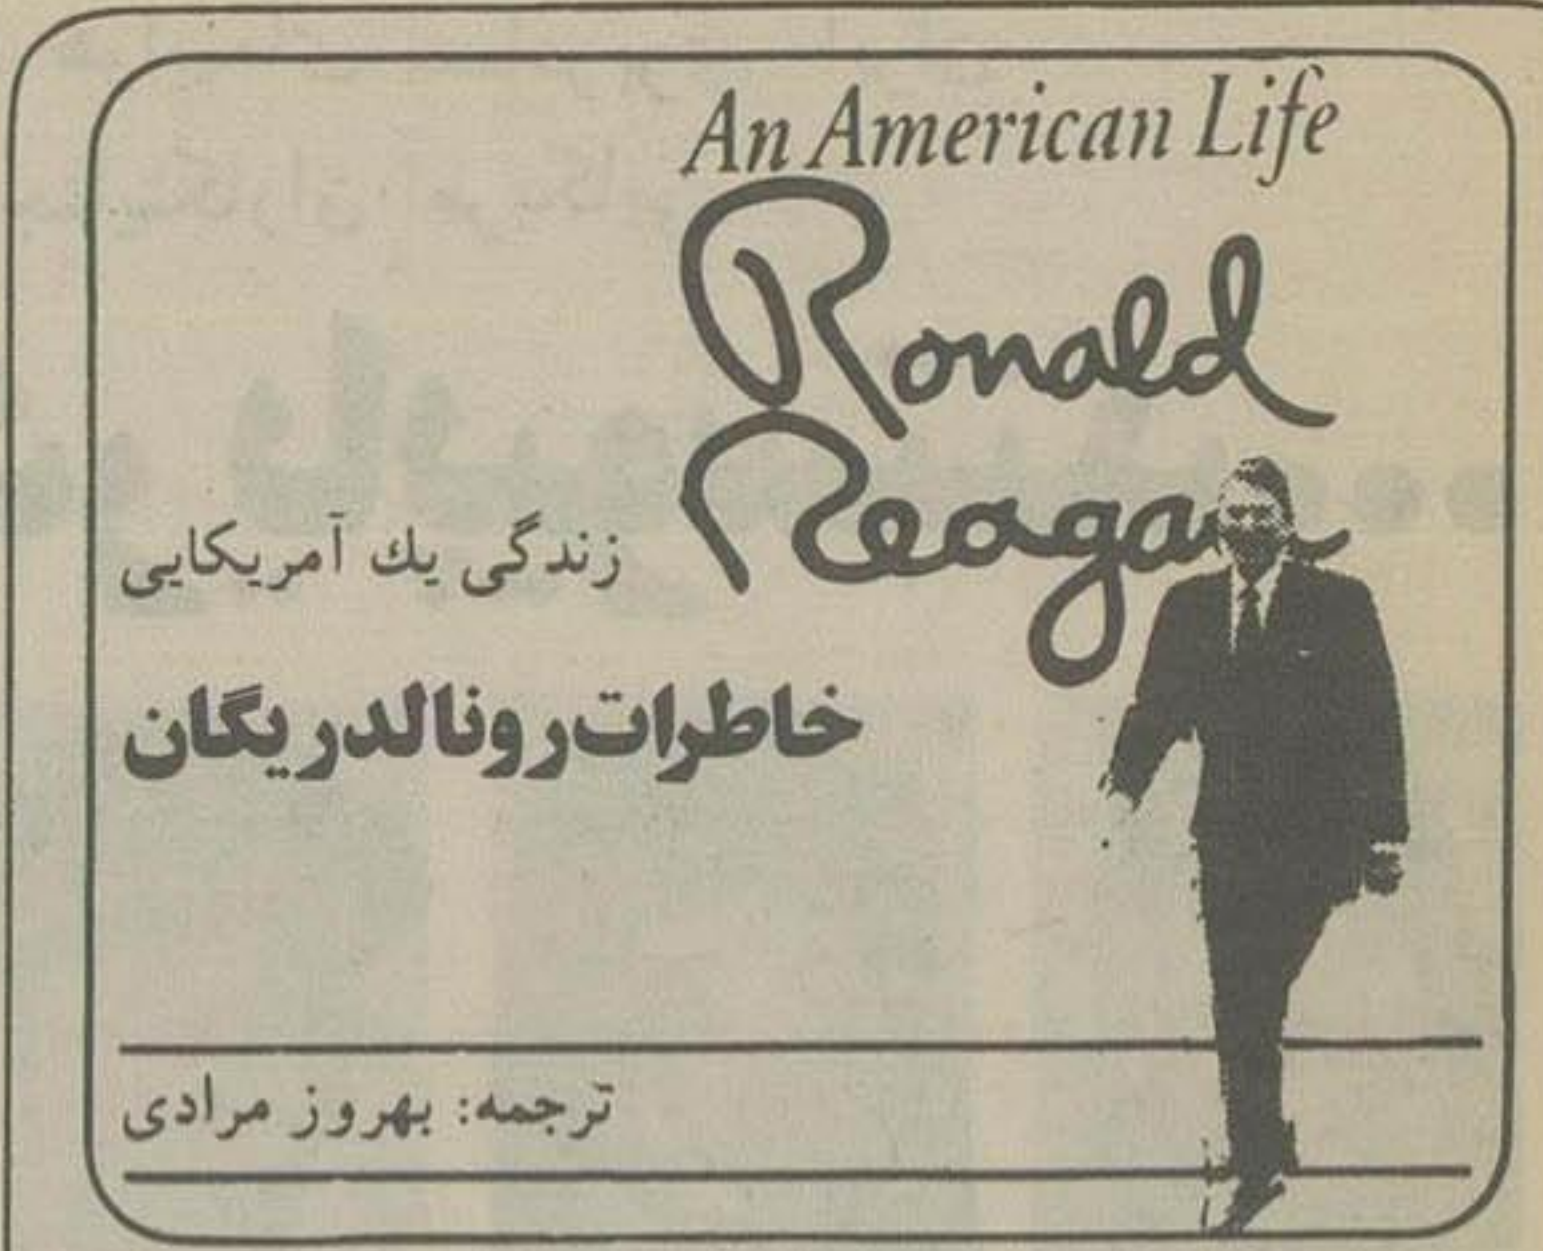 An American Life
Ronald
Reagan
زندگی یك آمریکایی
خاطرات رونالد ریگان
ترجمه: بهروز مرادی